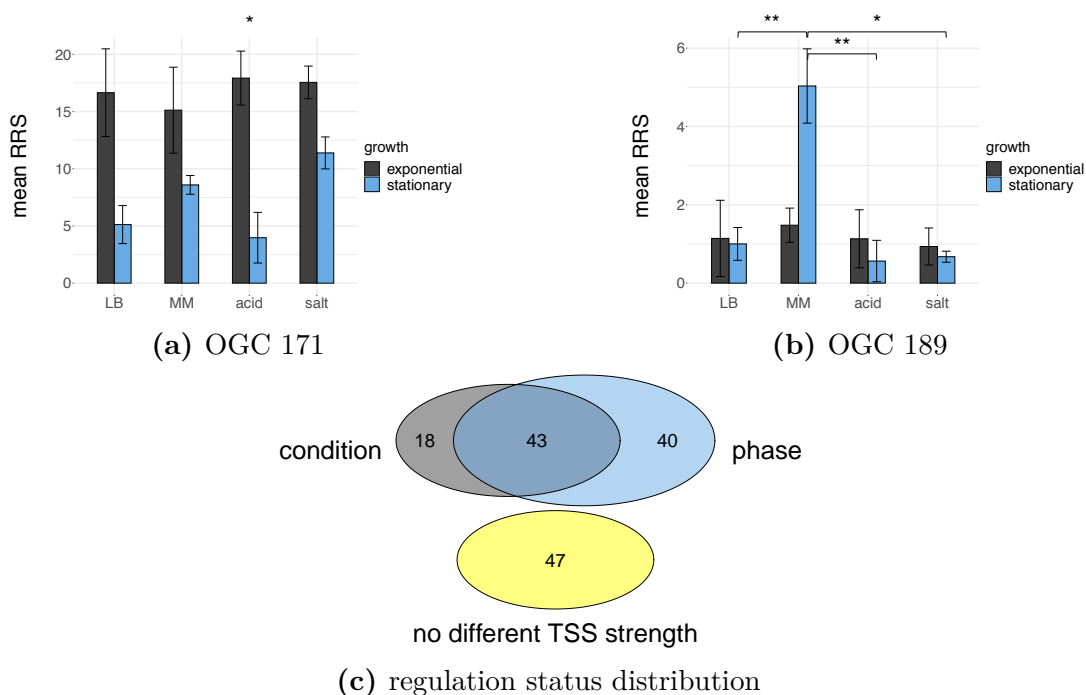 *
20
15
10
5
0
mean RRS
LB
MM
acid
salt
growth
exponential
stationary
(a) OGC 171
**
*
**
6
4
2
0
mean RRS
LB
MM
acid
salt
growth
exponential
stationary
(b) OGC 189
condition
18
43
40
phase
47
no different TSS strength
(c) regulation status distribution